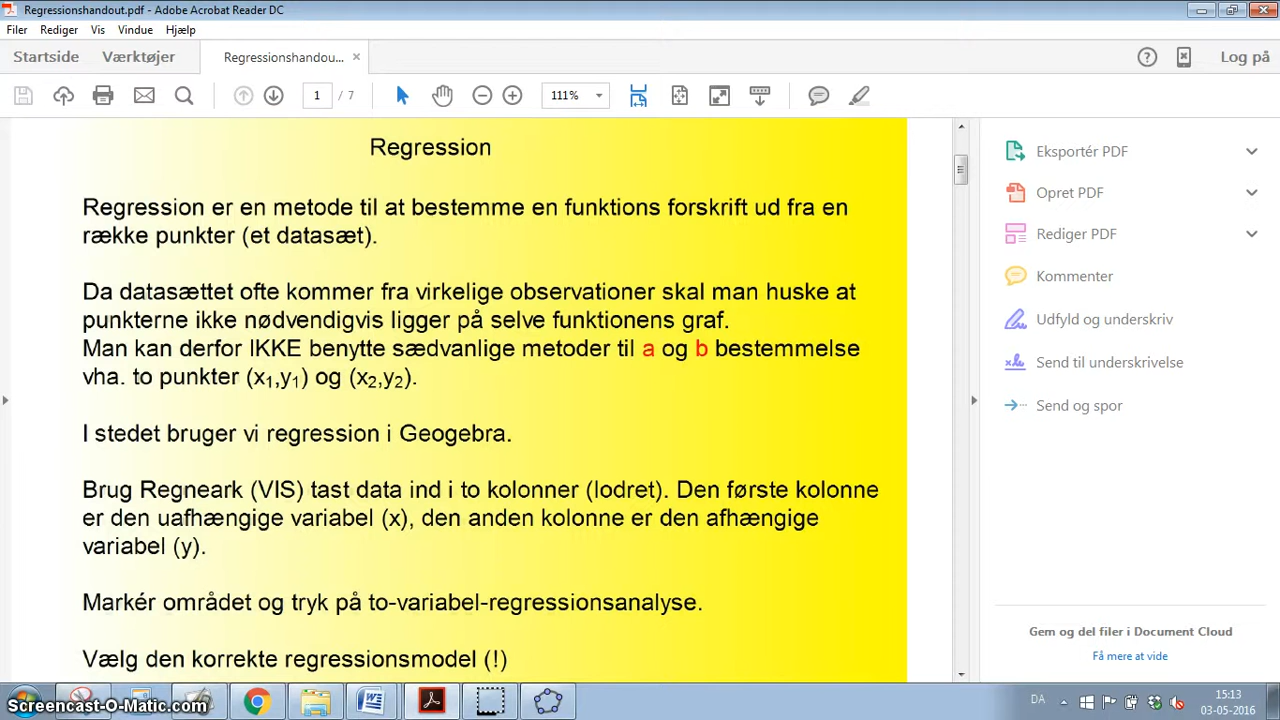 Regressionshandout.pdf - Adobe Acrobat Reader DC
Filer Rediger Vis Vindue Hjælp
Startside Værktøjer Regressionshandou... × Log på
1 / 7 111%
Regression
Regression er en metode til at bestemme en funktions forskrift ud fra en
række punkter (et datasæt).
Da datasættet ofte kommer fra virkelige observationer skal man huske at
punkterne ikke nødvendigvis ligger på selve funktionens graf.
Man kan derfor IKKE benytte sædvanlige metoder til a og b bestemmelse
vha. to punkter (x₁,y₁) og (x₂,y₂).
I stedet bruger vi regression i Geogebra.
Brug Regneark (VIS) tast data ind i to kolonner (lodret). Den første kolonne
er den uafhængige variabel (x), den anden kolonne er den afhængige
variabel (y).
Markér området og tryk på to-variabel-regressionsanalyse.
Vælg den korrekte regressionsmodel (!)
Eksportér PDF
Opret PDF
Rediger PDF
Kommenter
Udfyld og underskriv
Send til underskrivelse
Send og spor
Gem og del filer i Document Cloud
Få mere at vide
Screencast-O-Matic.com
DA
15:13
03-05-2016